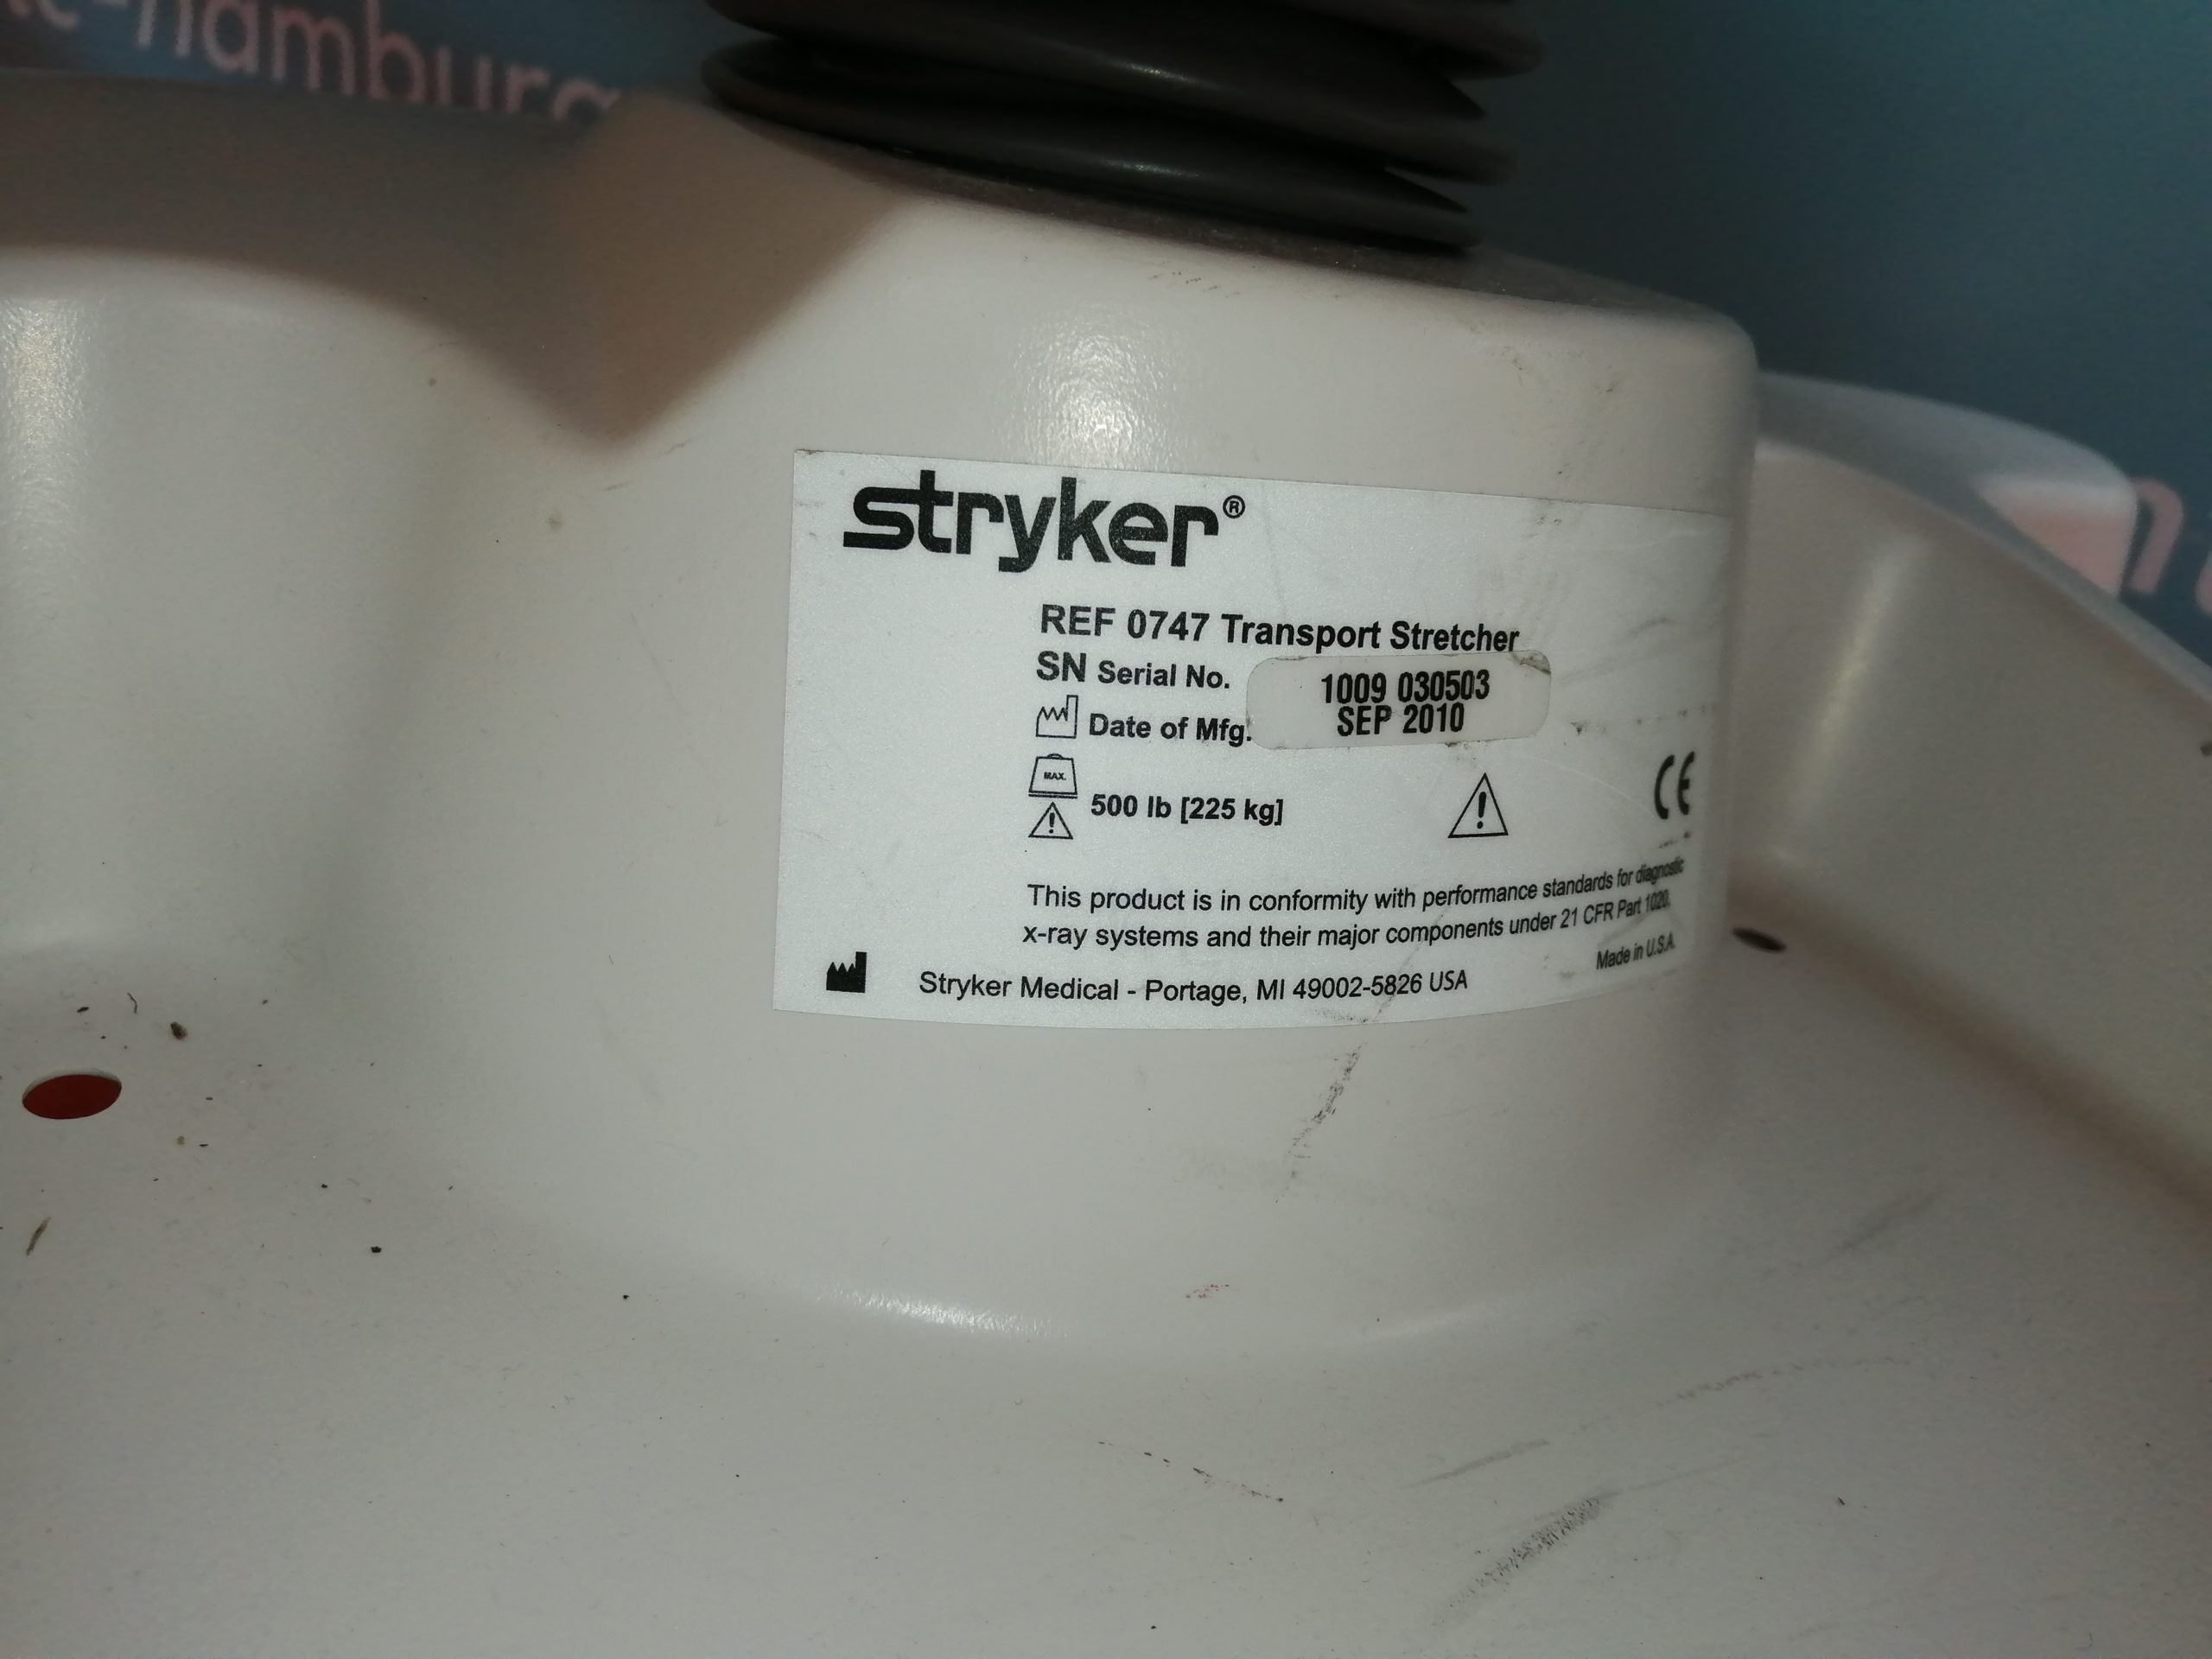 -hamburg
stryker®
REF 0747 Transport Stretcher
SN Serial No. 1009 030503
Date of Mfg. SEP 2010
MAX.
500 lb [225 kg]
CE
This product is in conformity with performance standards for diagnostic
x-ray systems and their major components under 21 CFR Part 1020.
Made in U.S.A.
Stryker Medical - Portage, MI 49002-5826 USA